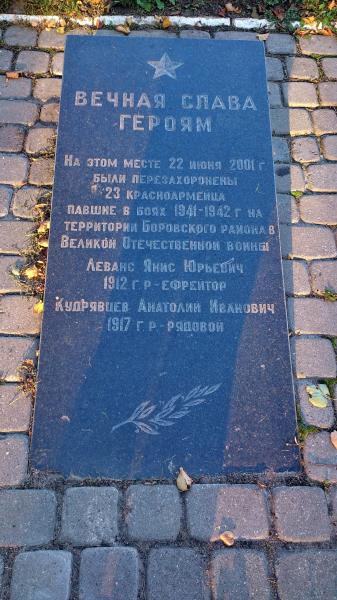 ВЕЧНАЯ СЛАВА
ГЕРОЯМ
НА ЭТОМ МЕСТЕ 22 ИЮНЯ 2001 Г.
БЫЛИ ПЕРЕЗАХОРОНЕНЫ
23 КРАСНОАРМЕЙЦА
ПАВШИЕ В БОЯХ 1941-1942 Г НА
ТЕРРИТОРИИ БОРОВСКОГО РАЙОНА В
ВЕЛИКОЙ ОТЕЧЕСТВЕННОЙ ВОЙНЫ
ЛЕВАНС ЯНИС ЮРЬЕВИЧ
1912 Г. Р-ЕФРЕЙТОР
КУДРЯВЦЕВ АНАТОЛИЙ ИВАНОВИЧ
1917 Г. Р-РЯДОВОЙ